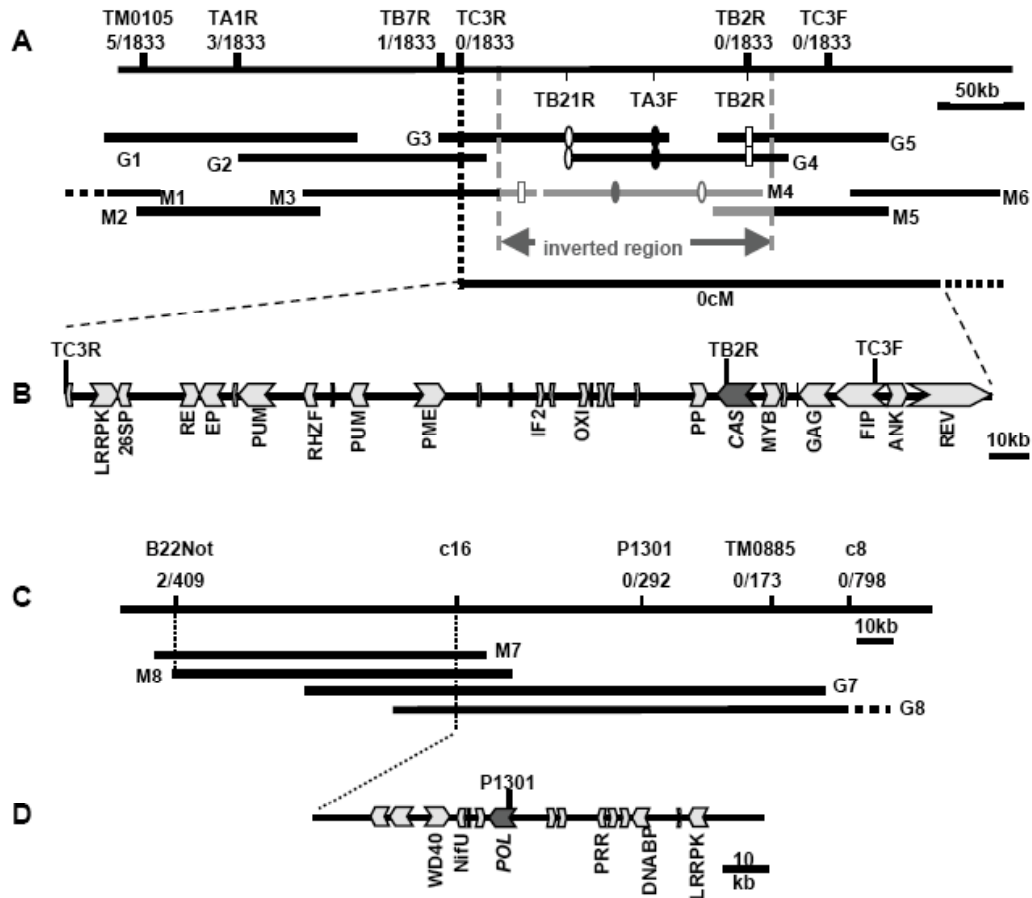 A
TM0105 TA1R TB7R TC3R TB2R TC3F
5/1833 3/1833 1/1833 0/1833 0/1833 0/1833
TB21R TA3F TB2R 50kb
G1 G2 G3 G4 G5
M1 M2 M3 M4 M5 M6
inverted region
0cM
B
TC3R TB2R TC3F
LRRPK 26SP RE EP PUM RHZF PUM PME IF2 OXI PP CAS MYB GAG FIP ANK REV
10kb
C
B22Not c16 P1301 TM0885 c8
2/409 0/292 0/173 0/798
10kb
M7
M8
G7
G8
D
P1301
WD40 NifU POL PRR DNABP LRRPK
10
kb